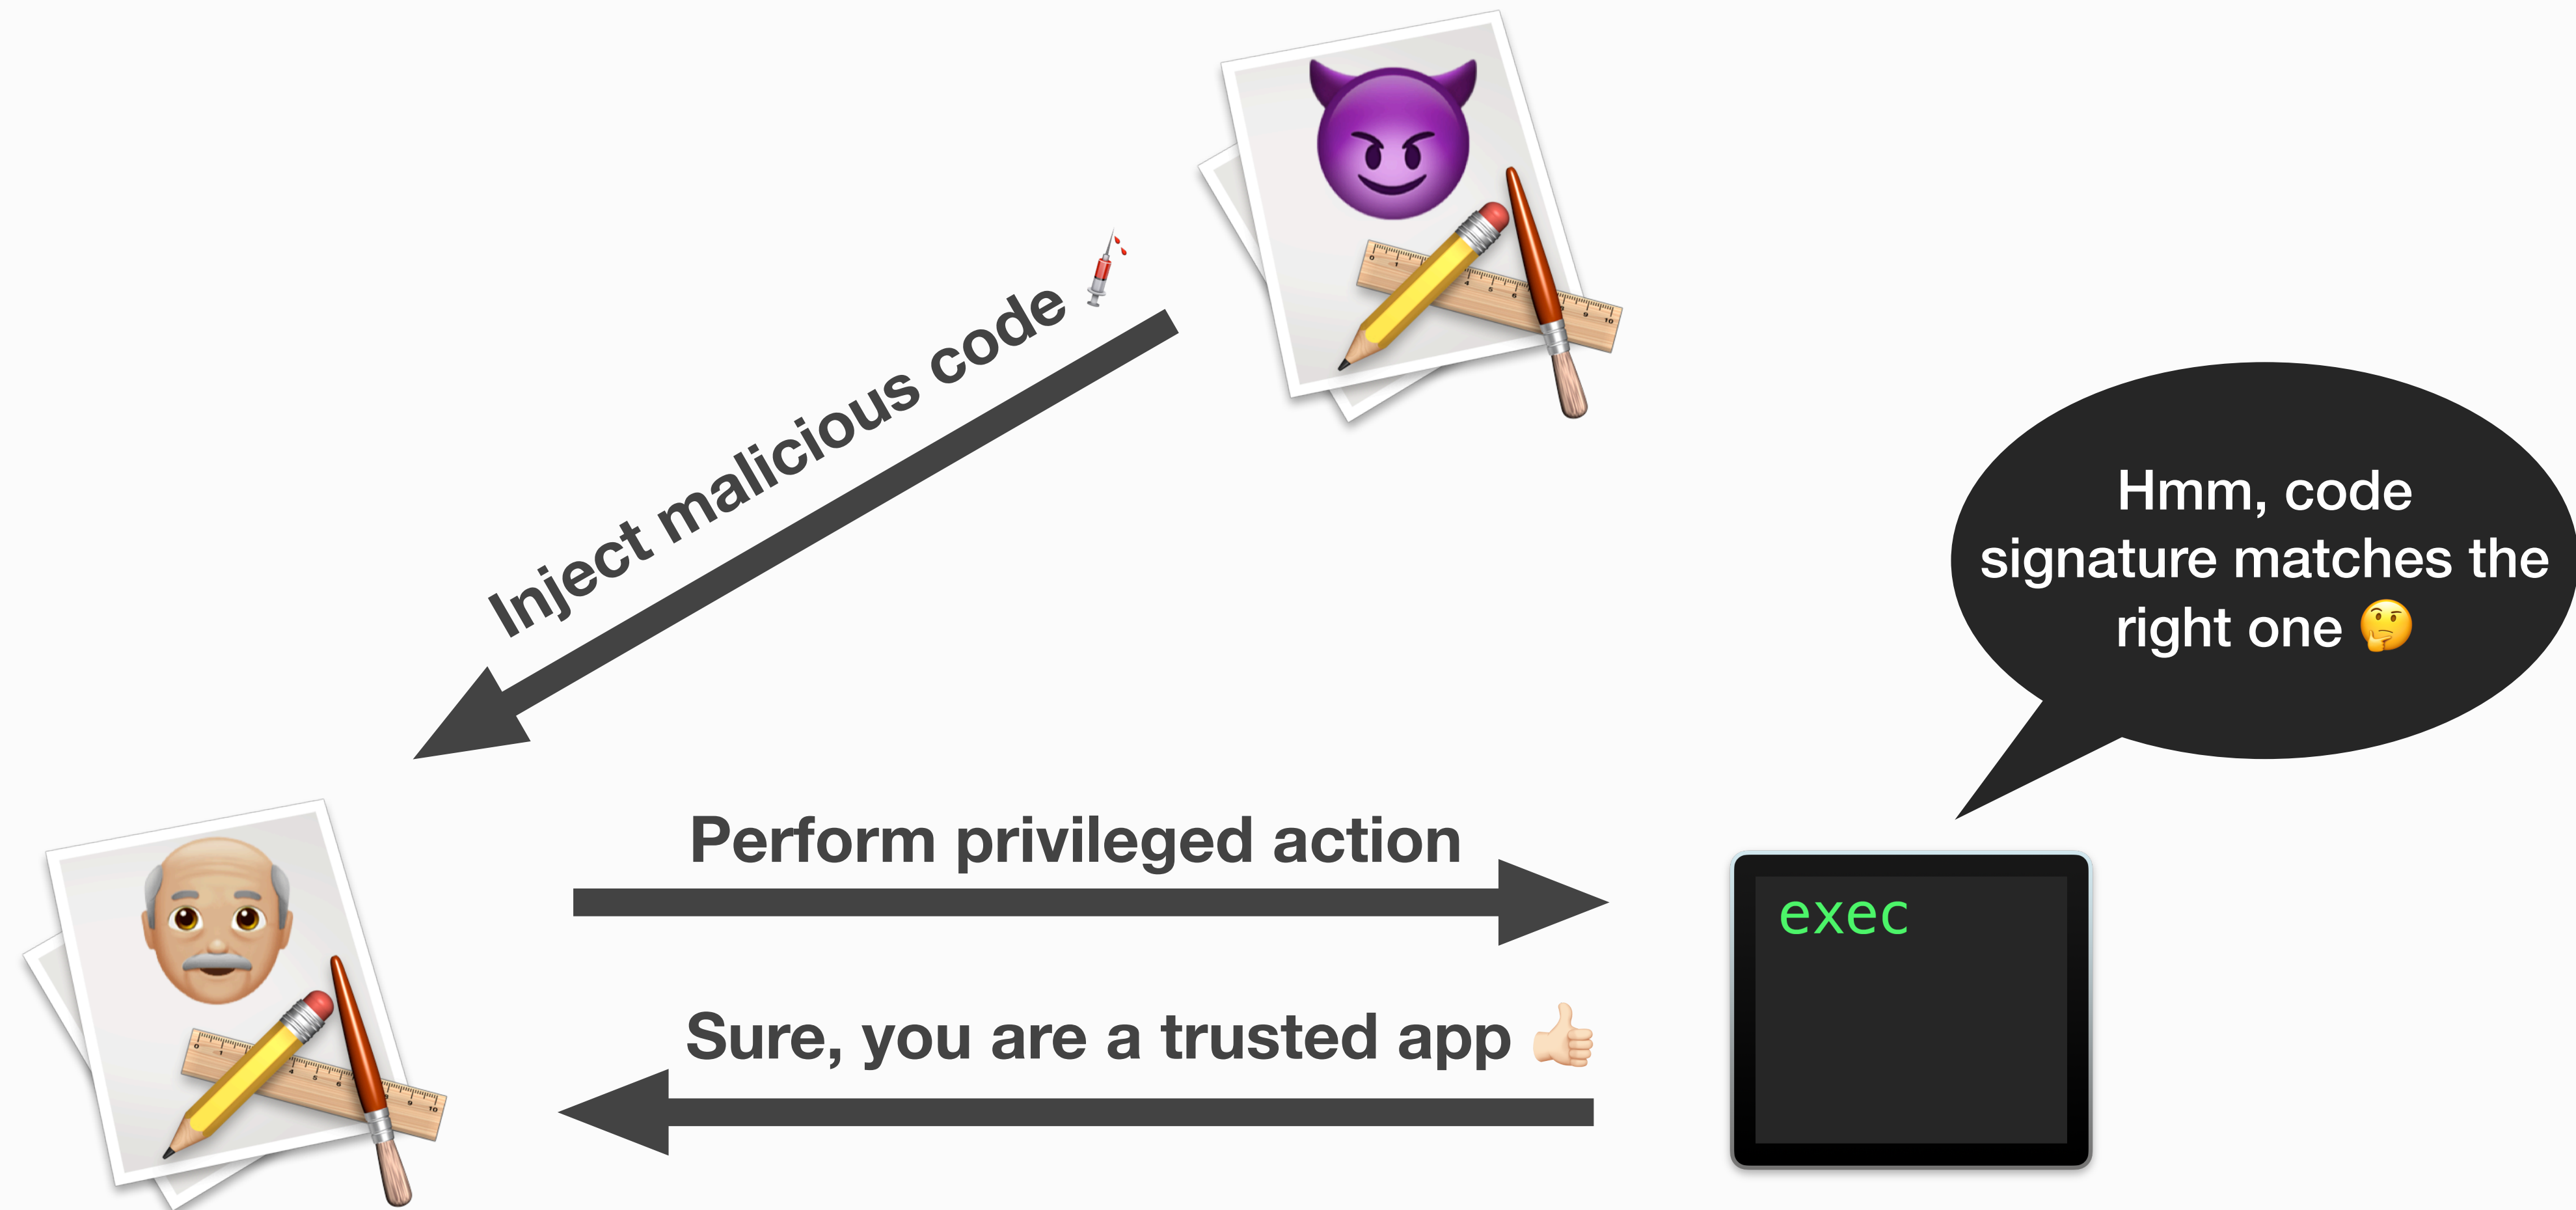 Inject malicious code 💉
Hmm, code
signature matches the
right one 🤔
Perform privileged action
exec
Sure, you are a trusted app 👍🏻